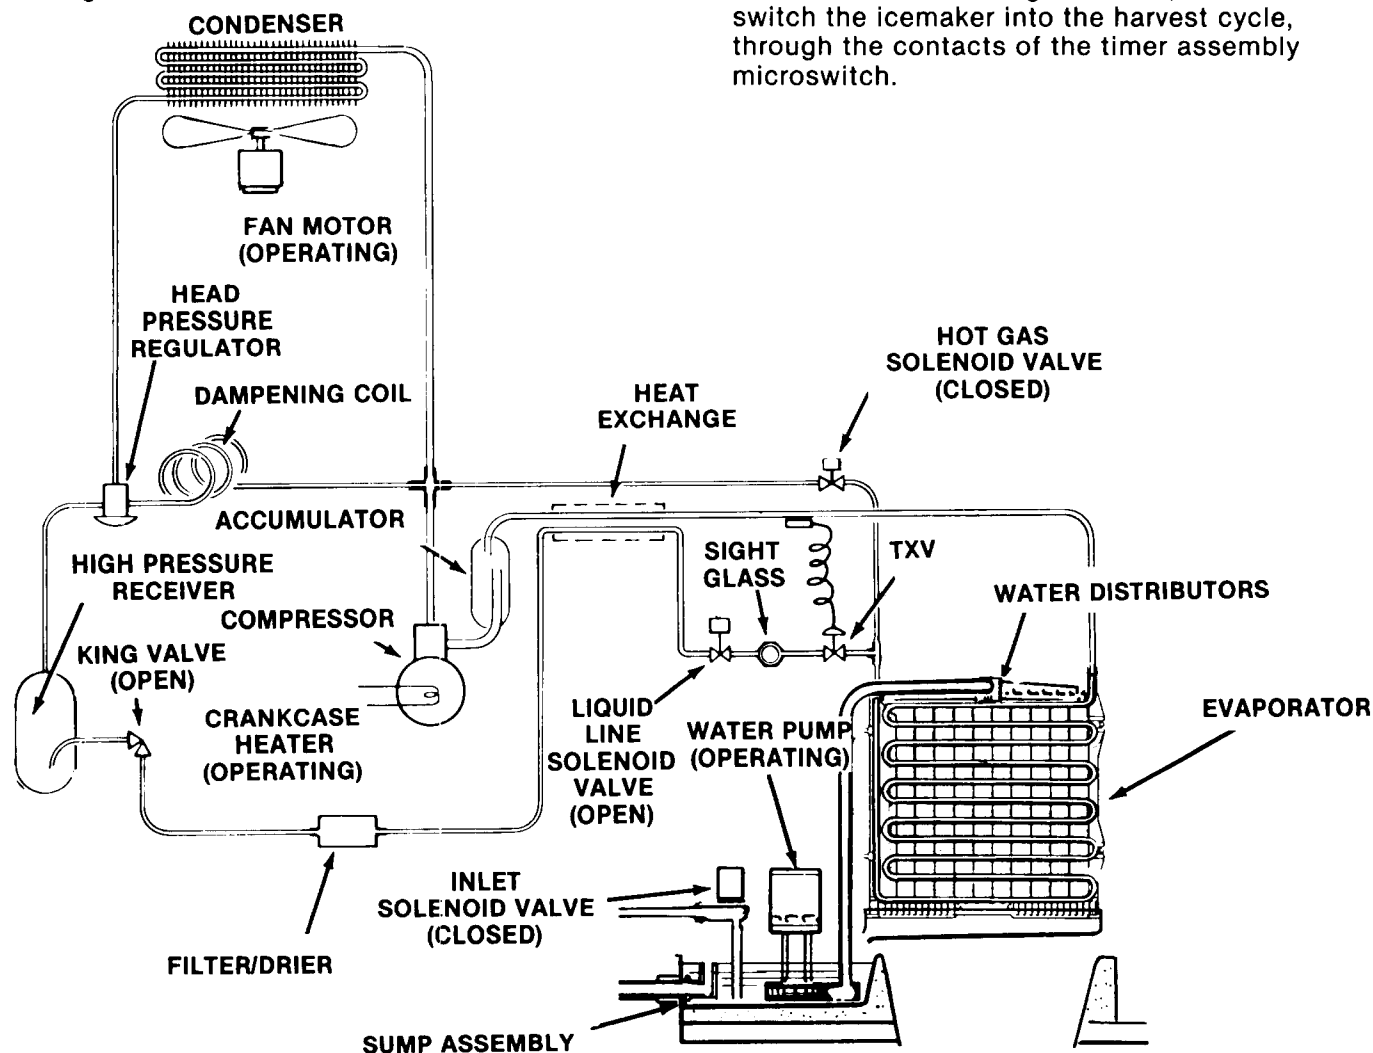 switch the icemaker into the harvest cycle,
through the contacts of the timer assembly
microswitch.
CONDENSER
FAN MOTOR
(OPERATING)
HEAD
PRESSURE
REGULATOR
DAMPENING COIL
HEAT
EXCHANGE
HOT GAS
SOLENOID VALVE
(CLOSED)
ACCUMULATOR
HIGH PRESSURE
RECEIVER
SIGHT
GLASS
TXV
WATER DISTRIBUTORS
COMPRESSOR
KING VALVE
(OPEN)
CRANKCASE
HEATER
(OPERATING)
LIQUID
LINE
SOLENOID
VALVE
(OPEN)
WATER PUMP
(OPERATING)
EVAPORATOR
INLET
SOLENOID VALVE
(CLOSED)
FILTER/DRIER
SUMP ASSEMBLY